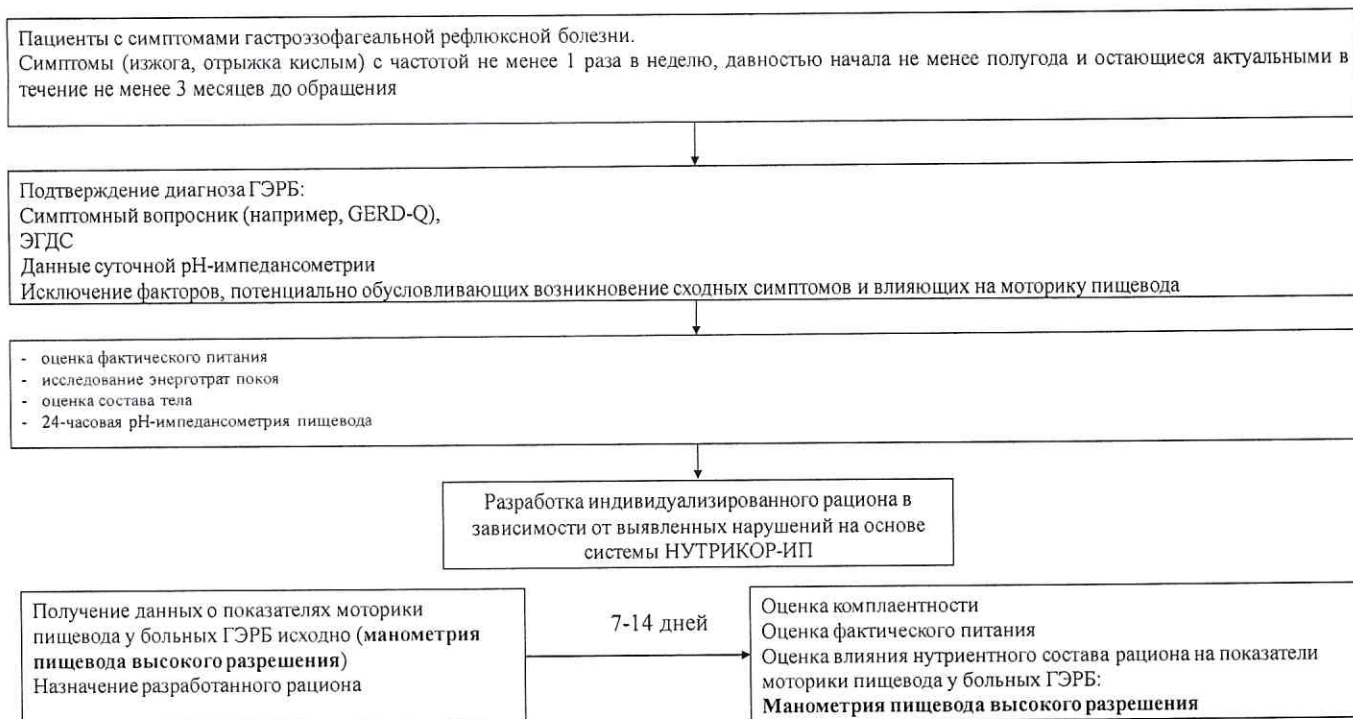 Пациенты с симптомами гастроэзофагеальной рефлюксной болезни.
Симптомы (изжога, отрыжка кислым) с частотой не менее 1 раза в неделю, давностью начала не менее полугода и остающиеся актуальными в
течение не менее 3 месяцев до обращения
Подтверждение диагноза ГЭРБ:
Симптомный вопросник (например, GERD-Q),
ЭГДС
Данные суточной pH-импедансометрии
Исключение факторов, потенциально обусловливающих возникновение сходных симптомов и влияющих на моторику пищевода
- оценка фактического питания
- исследование энерготрат покоя
- оценка состава тела
- 24-часовая pH-импедансометрия пищевода
Разработка индивидуализированного рациона в
зависимости от выявленных нарушений на основе
системы НУТРИКОР-ИП
Получение данных о показателях моторики
пищевода у больных ГЭРБ исходно (манометрия
пищевода высокого разрешения)
Назначение разработанного рациона
7-14 дней
Оценка комплаентности
Оценка фактического питания
Оценка влияния нутриентного состава рациона на показатели
моторики пищевода у больных ГЭРБ:
Манометрия пищевода высокого разрешения